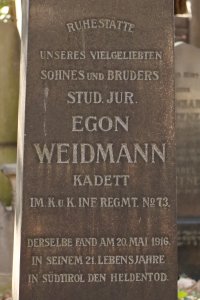 RUHESTÄTTE
UNSERES VIELGELIEBTEN
SOHNES UND BRUDERS
STUD. JUR.
EGON
WEIDMANN
KADETT
IM K.U.K. INF. REGMT. No 73.
DERSELBE FAND AM 20. MAI 1916.
IN SEINEM 21. LEBENSJAHRE
IN SÜDTIROL DEN HELDENTOD.